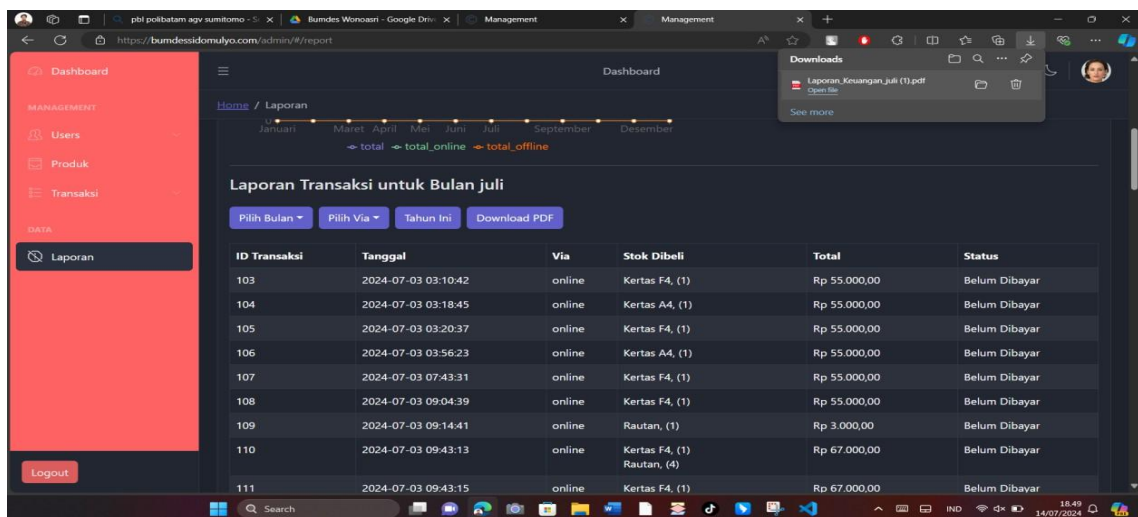 pbl polibatam agv sumitomo - S
Bumdes Wonoasri - Google Driv
Management
Management
https://bumdessidomulyo.com/admin/#/report
Downloads
Laporan_Keuangan_juli (1).pdf
Open file
See more
Dashboard
MANAGEMENT
Users
Produk
Transaksi
DATA
Laporan
Logout
Dashboard
Home / Laporan
0
Januari Maret April Mei Juni Juli September Desember
total total_online total_offline
Laporan Transaksi untuk Bulan juli
Pilih Bulan Pilih Via Tahun Ini Download PDF
ID Transaksi Tanggal Via Stok Dibeli Total Status
103 2024-07-03 03:10:42 online Kertas F4, (1) Rp 55.000,00 Belum Dibayar
104 2024-07-03 03:18:45 online Kertas A4, (1) Rp 55.000,00 Belum Dibayar
105 2024-07-03 03:20:37 online Kertas F4, (1) Rp 55.000,00 Belum Dibayar
106 2024-07-03 03:56:23 online Kertas A4, (1) Rp 55.000,00 Belum Dibayar
107 2024-07-03 07:43:31 online Kertas F4, (1) Rp 55.000,00 Belum Dibayar
108 2024-07-03 09:04:39 online Kertas F4, (1) Rp 55.000,00 Belum Dibayar
109 2024-07-03 09:14:41 online Rautan, (1) Rp 3.000,00 Belum Dibayar
110 2024-07-03 09:43:13 online Kertas F4, (1) Rp 67.000,00 Belum Dibayar
Rautan, (4)
111 2024-07-03 09:43:15 online Kertas F4, (1) Rp 67.000,00 Belum Dibayar
Search
IND
18.49
14/07/2024